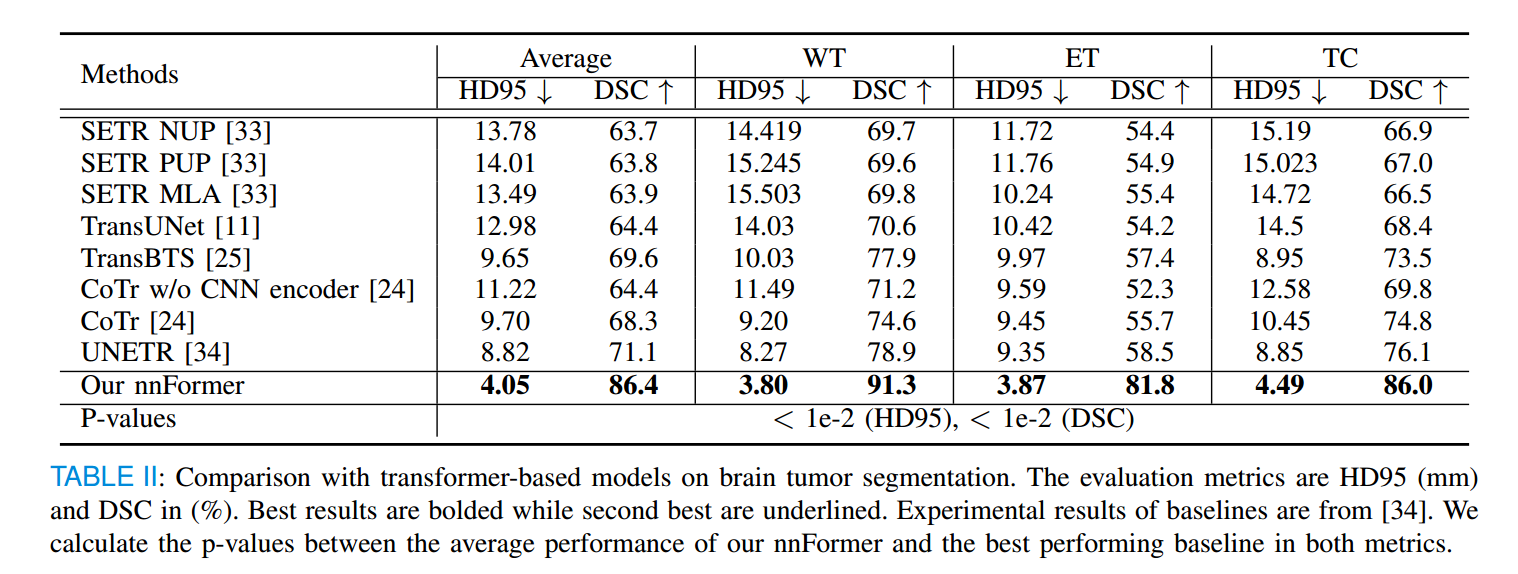 Methods Average WT ET TC
HD95 ↓ DSC ↑ HD95 ↓ DSC ↑ HD95 ↓ DSC ↑ HD95 ↓ DSC ↑
SETR NUP [33] 13.78 63.7 14.419 69.7 11.72 54.4 15.19 66.9
SETR PUP [33] 14.01 63.8 15.245 69.6 11.76 54.9 15.023 67.0
SETR MLA [33] 13.49 63.9 15.503 69.8 10.24 55.4 14.72 66.5
TransUNet [11] 12.98 64.4 14.03 70.6 10.42 54.2 14.5 68.4
TransBTS [25] 9.65 69.6 10.03 77.9 9.97 57.4 8.95 73.5
CoTr w/o CNN encoder [24] 11.22 64.4 11.49 71.2 9.59 52.3 12.58 69.8
CoTr [24] 9.70 68.3 9.20 74.6 9.45 55.7 10.45 74.8
UNETR [34] 8.82 71.1 8.27 78.9 9.35 58.5 8.85 76.1
Our nnFormer 4.05 86.4 3.80 91.3 3.87 81.8 4.49 86.0
P-values < 1e-2 (HD95), < 1e-2 (DSC)
TABLE II: Comparison with transformer-based models on brain tumor segmentation. The evaluation metrics are HD95 (mm)
and DSC in (%). Best results are bolded while second best are underlined. Experimental results of baselines are from [34]. We
calculate the p-values between the average performance of our nnFormer and the best performing baseline in both metrics.